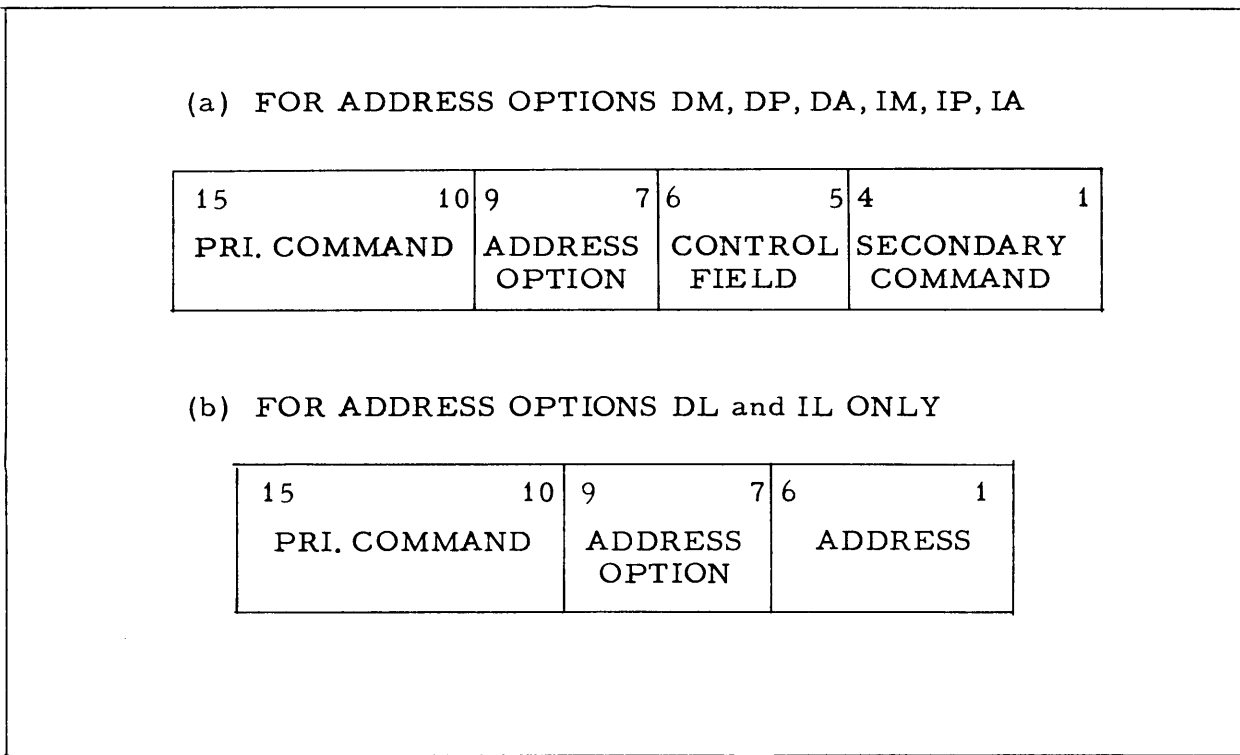 (a) FOR ADDRESS OPTIONS DM, DP, DA, IM, IP, IA
15 10 9 7 6 5 4 1
PRI. COMMAND ADDRESS CONTROL SECONDARY
OPTION FIELD COMMAND
(b) FOR ADDRESS OPTIONS DL and IL ONLY
15 10 9 7 6 1
PRI. COMMAND ADDRESS ADDRESS
OPTION